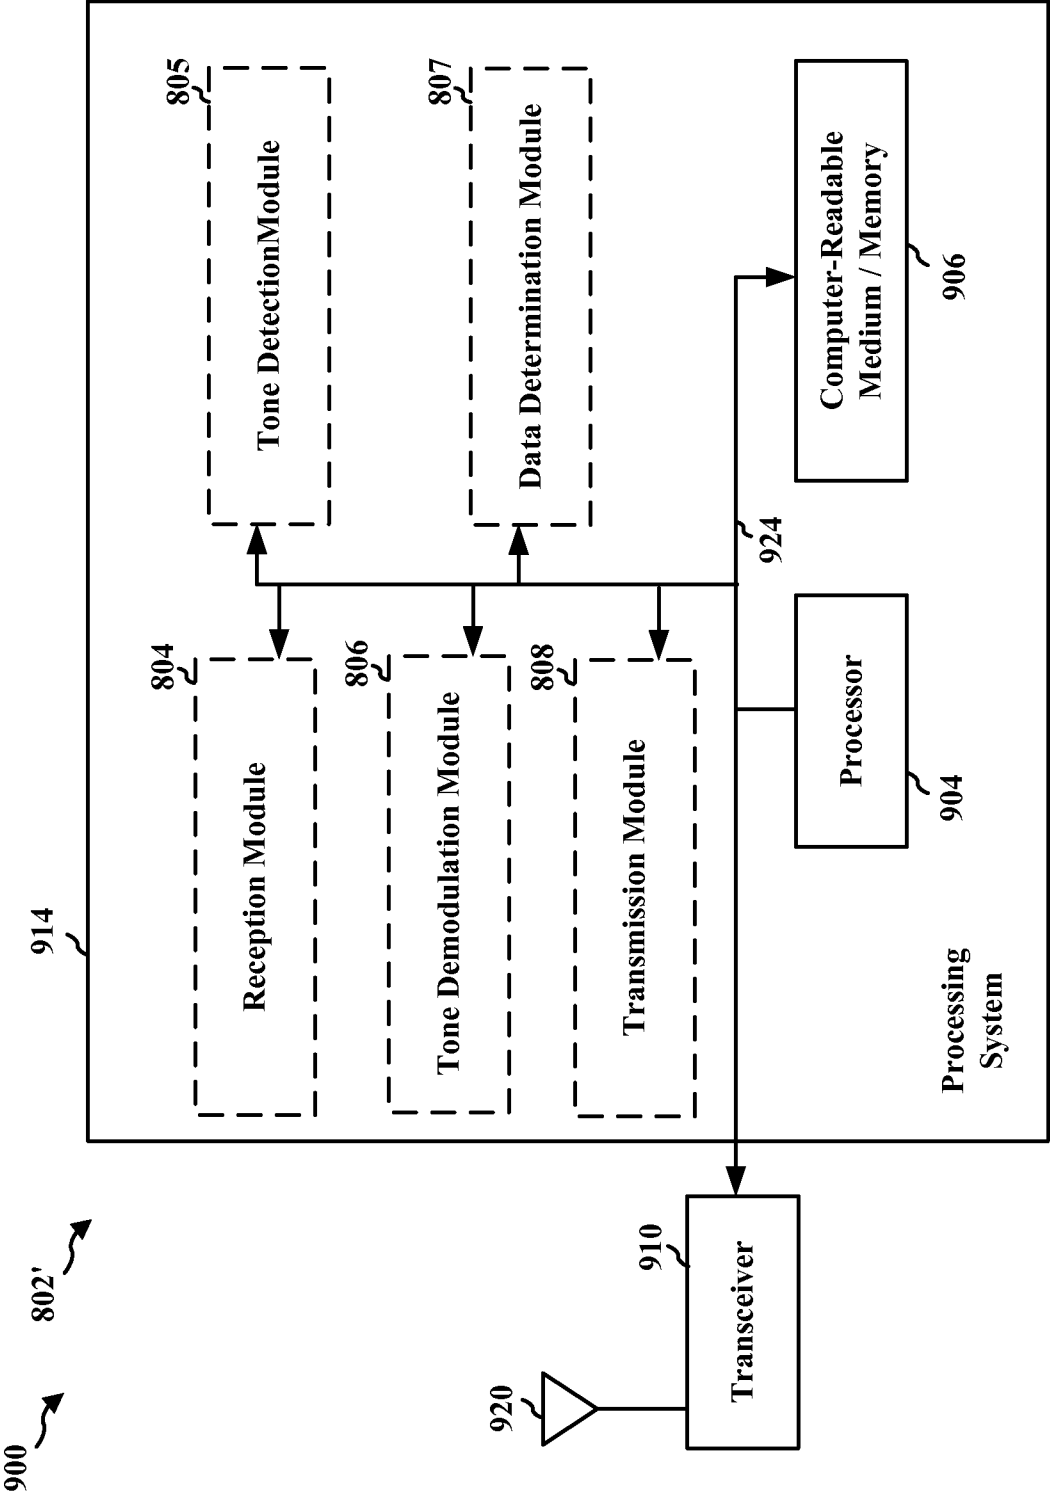 900
802'
914
804
Reception Module
805
Tone DetectionModule
806
Tone Demodulation Module
807
Data Determination Module
808
Transmission Module
920
910
Transceiver
924
Processor
904
Computer-Readable
Medium / Memory
906
Processing
System